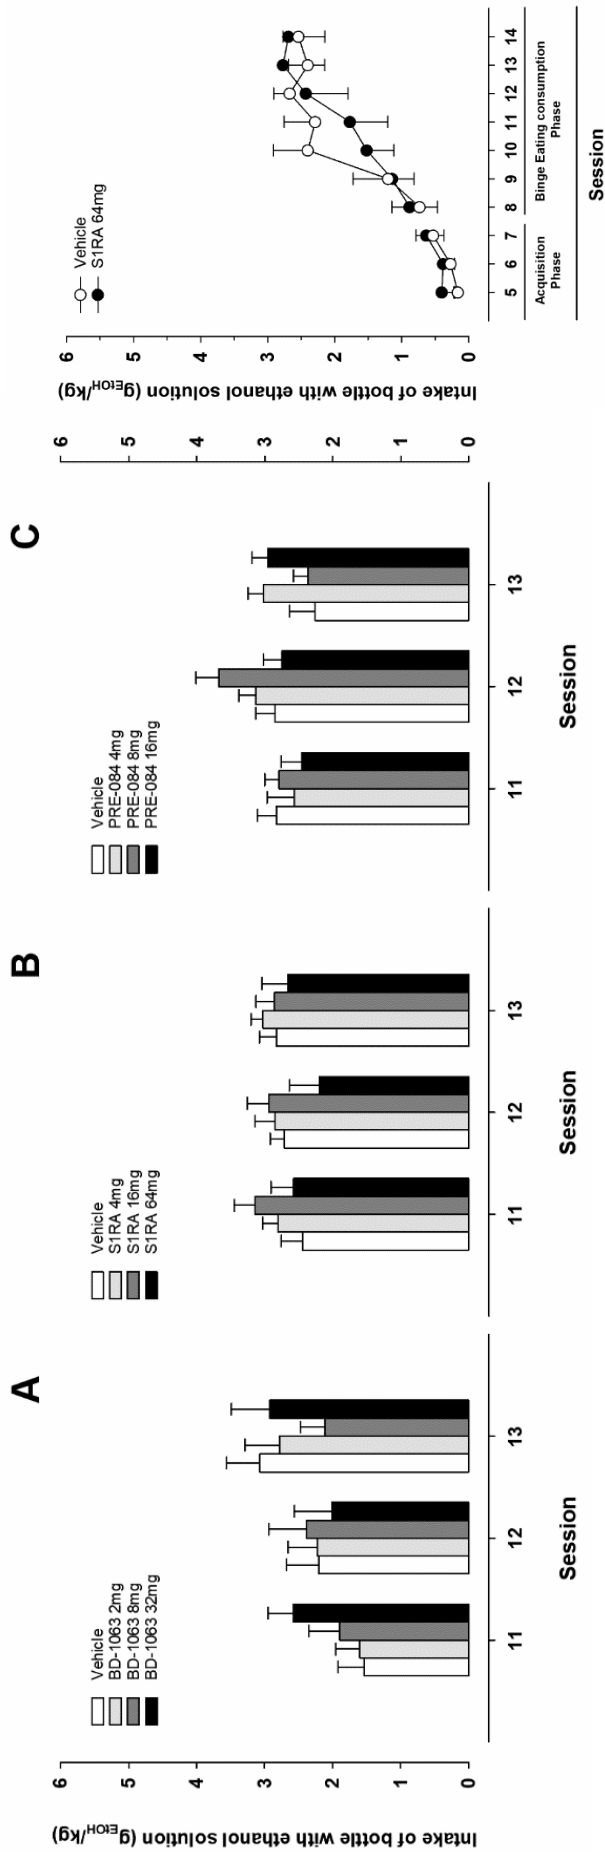 A
Intake of bottle with ethanol solution (gEtOH/kg)
6
5
4
3
2
1
0
Vehicle
BD-1063 2mg
BD-1063 8mg
BD-1063 32mg
11
12
13
Session
B
Vehicle
S1RA 4mg
S1RA 16mg
S1RA 64mg
11
12
13
Session
C
Vehicle
PRE-084 4mg
PRE-084 8mg
PRE-084 16mg
11
12
13
Session
6
5
4
3
2
1
0
Intake of bottle with ethanol solution (gEtOH/kg)
6
5
4
3
2
1
0
Vehicle
S1RA 64mg
5 6 7 8 9 10 11 12 13 14
Acquisition
Phase
Binge Eating consumption
Phase
Session